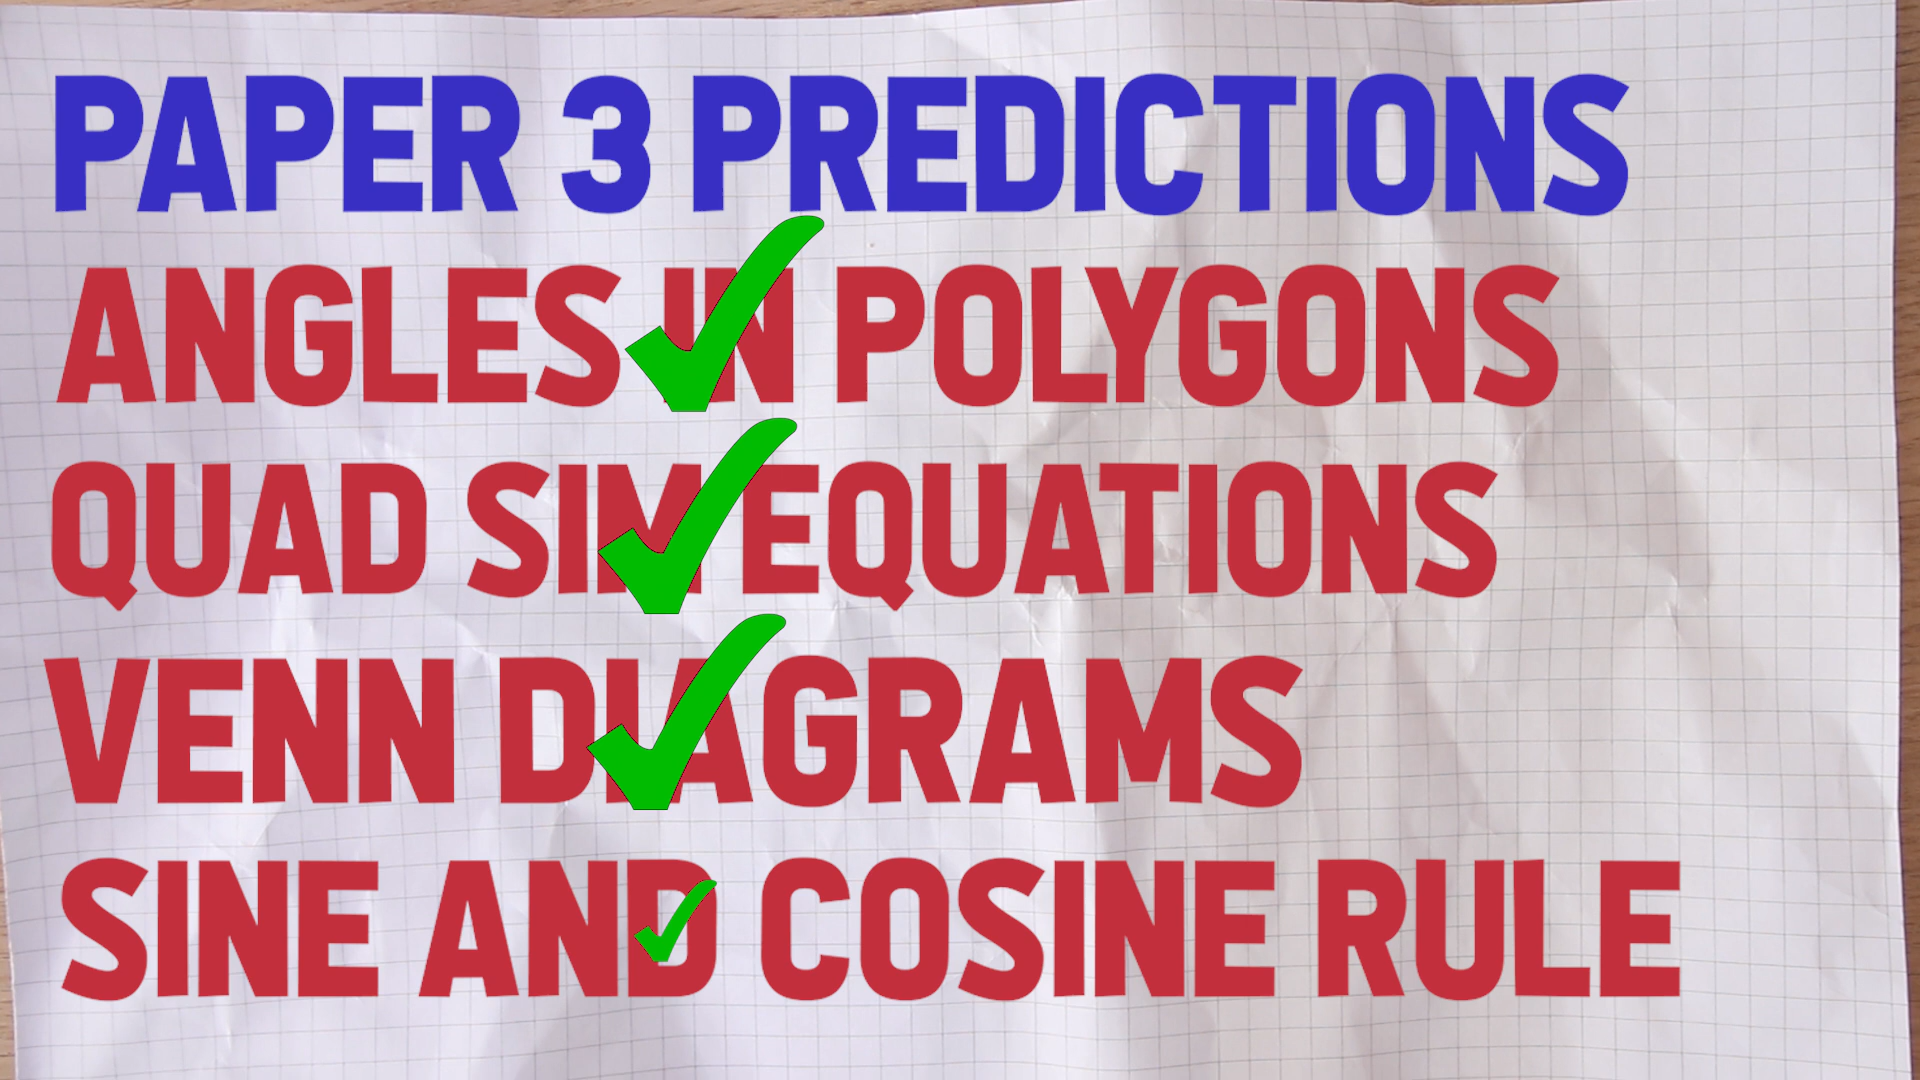 PAPER 3 PREDICTIONS
ANGLES IN POLYGONS
QUAD SIM EQUATIONS
VENN DIAGRAMS
SINE AND COSINE RULE